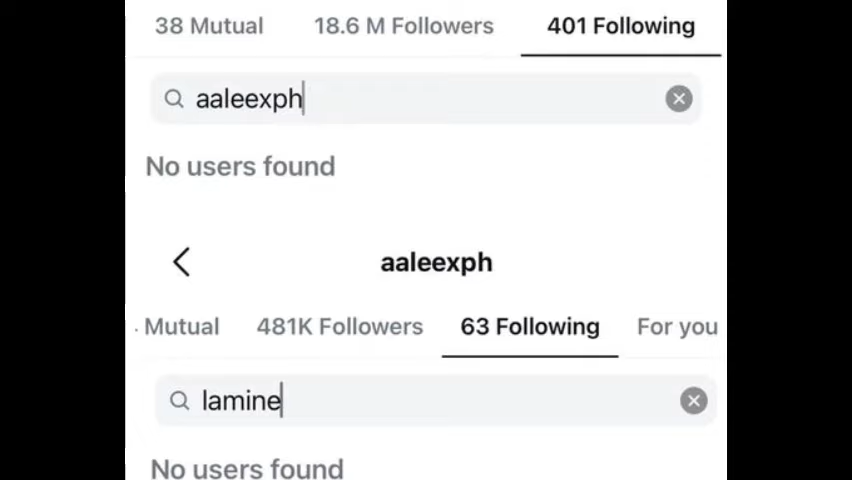 38 Mutual 18.6 M Followers 401 Following
aaleexph
No users found
aaleexph
Mutual 481K Followers 63 Following For you
lamine
No users found